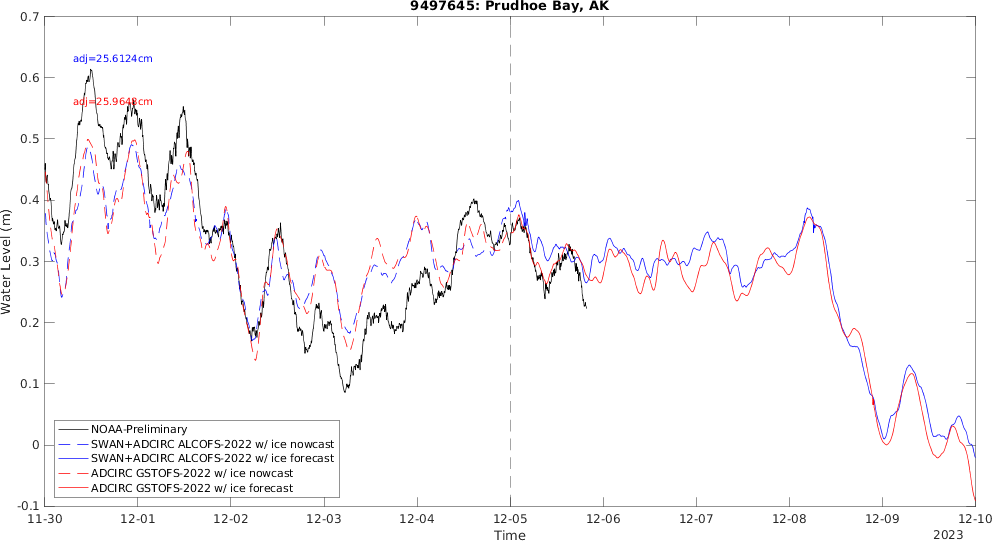 9497645: Prudhoe Bay, AK
0.7
0.6
0.5
0.4
0.3
0.2
0.1
0
-0.1
Water Level (m)
adj=25.6124cm
adj=25.9648cm
NOAA-Preliminary
SWAN+ADCIRC ALCOFS-2022 w/ ice nowcast
SWAN+ADCIRC ALCOFS-2022 w/ ice forecast
ADCIRC GSTOFS-2022 w/ ice nowcast
ADCIRC GSTOFS-2022 w/ ice forecast
11-30 12-01 12-02 12-03 12-04 12-05 12-06 12-07 12-08 12-09 12-10
Time
2023